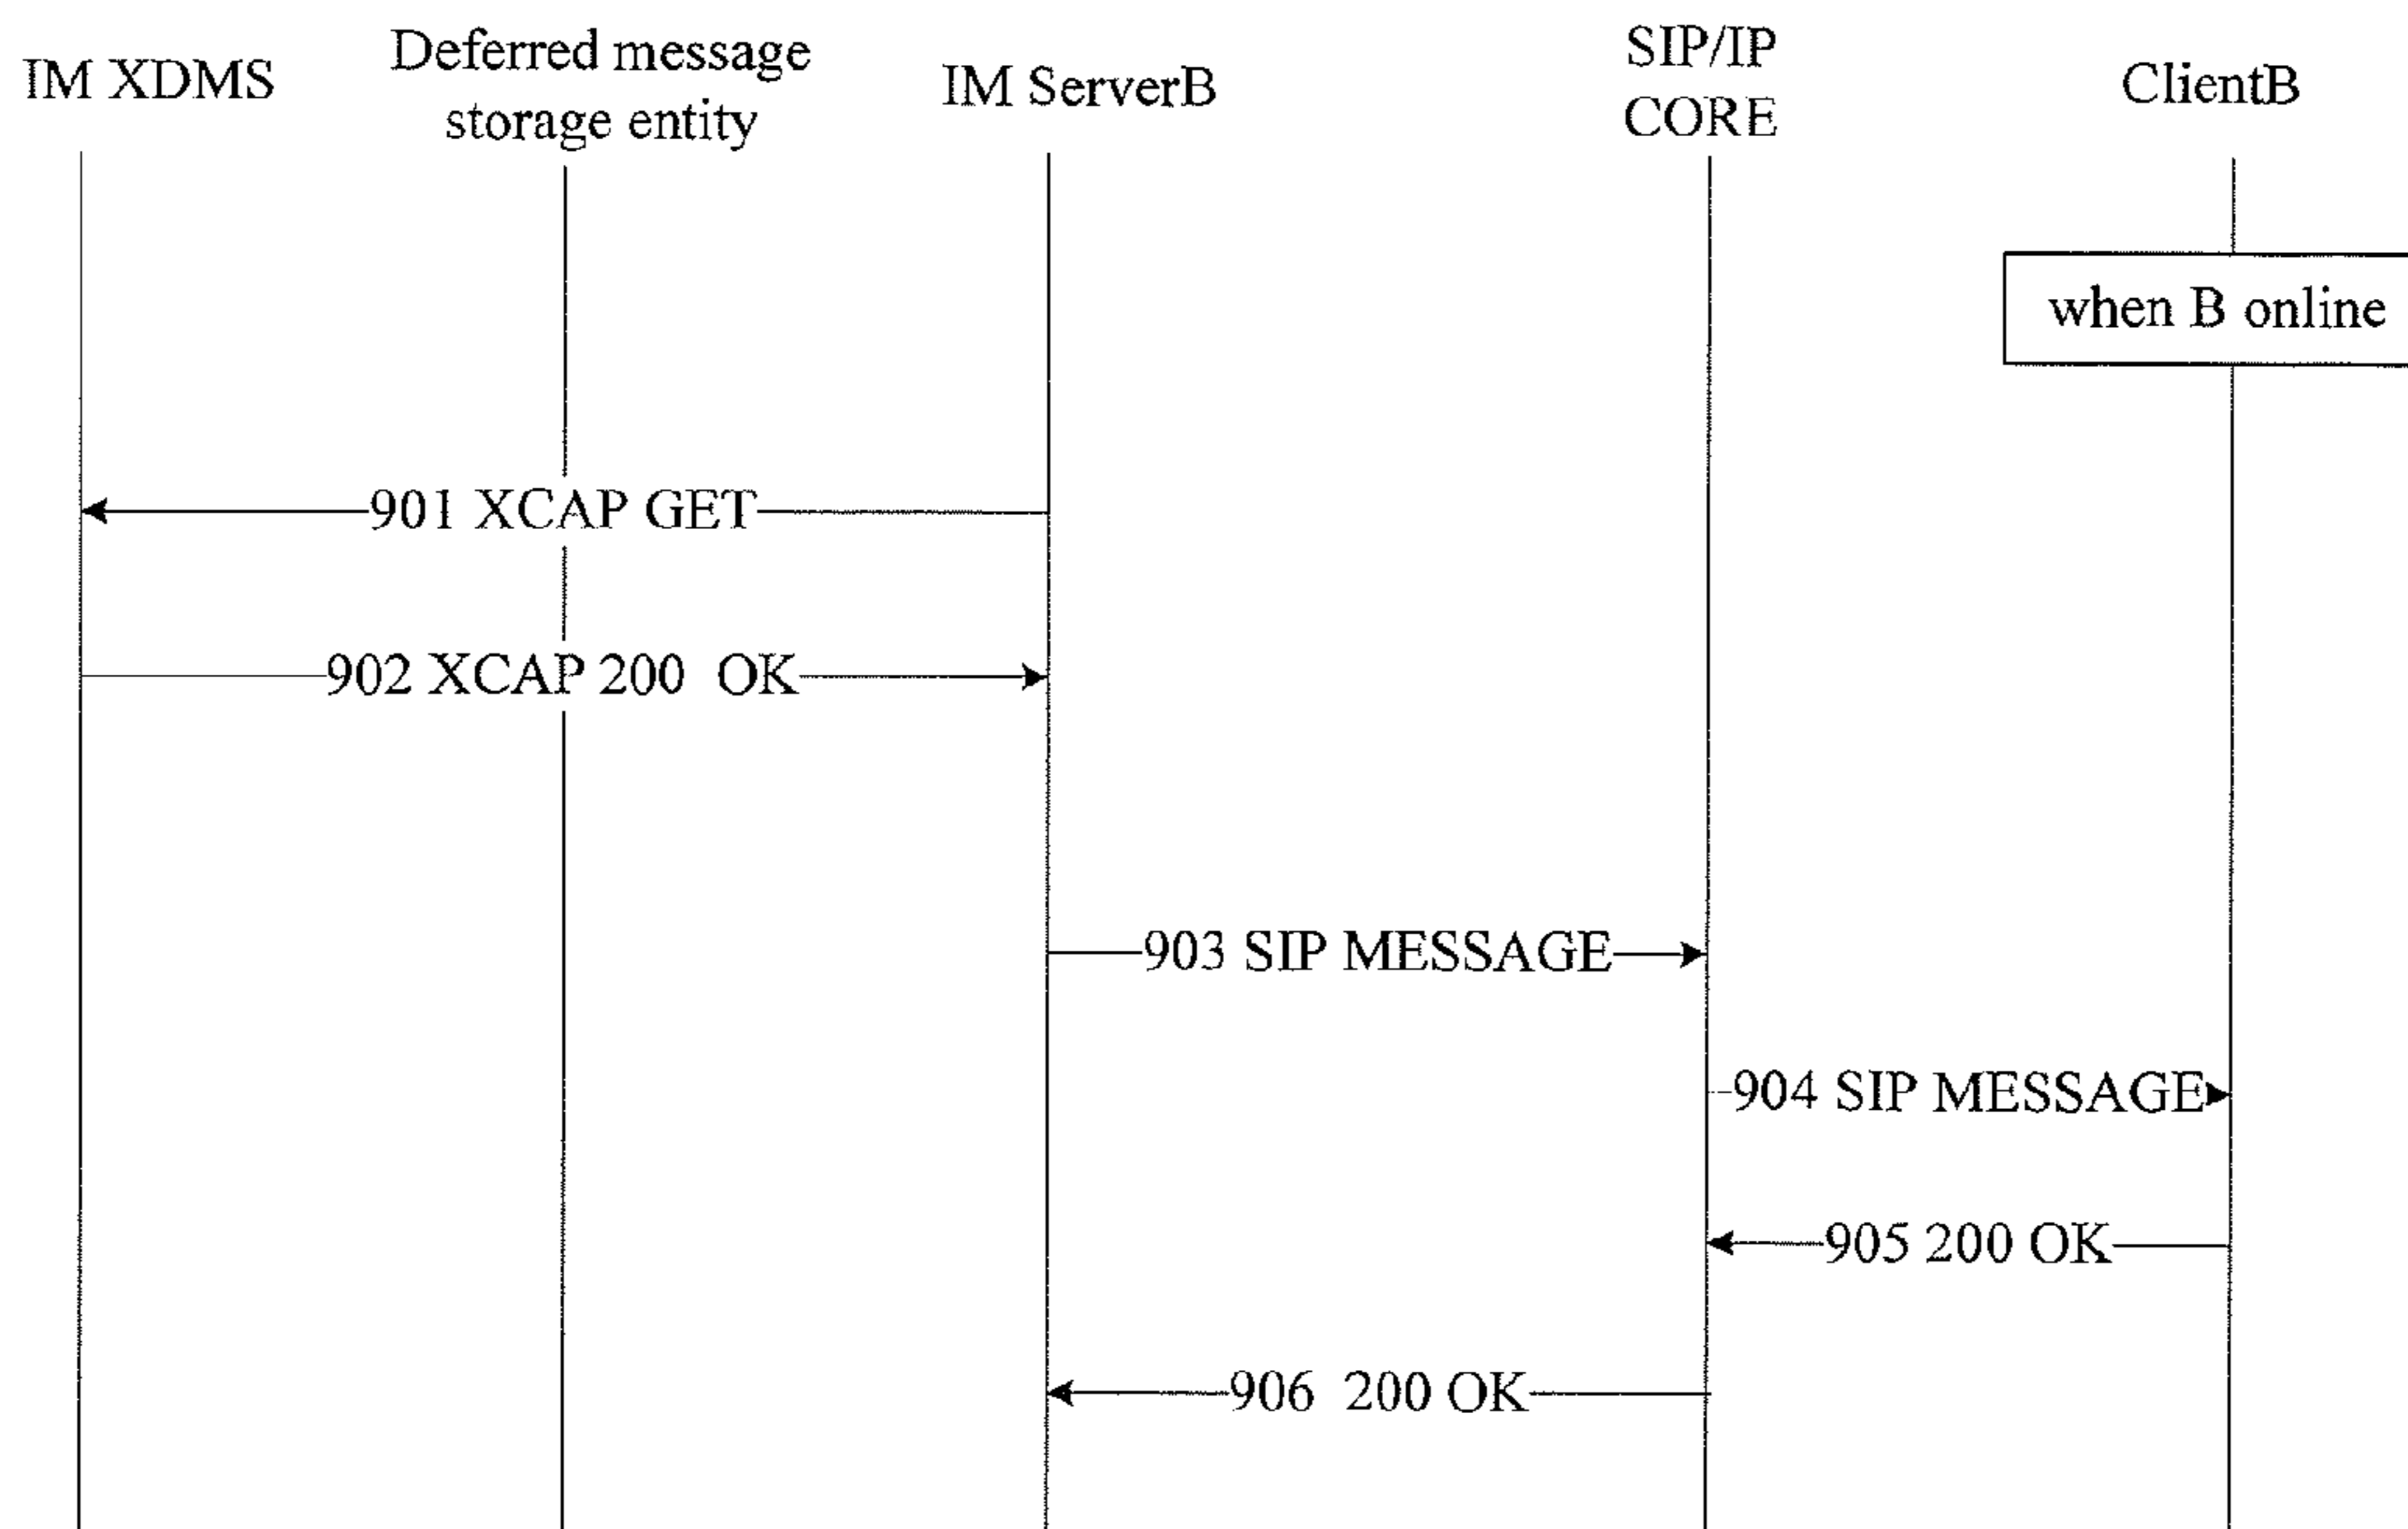 IM XDMS
Deferred message
storage entity
IM ServerB
SIP/IP
CORE
ClientB
when B online
901 XCAP GET
902 XCAP 200 OK
903 SIP MESSAGE
904 SIP MESSAGE
905 200 OK
906 200 OK